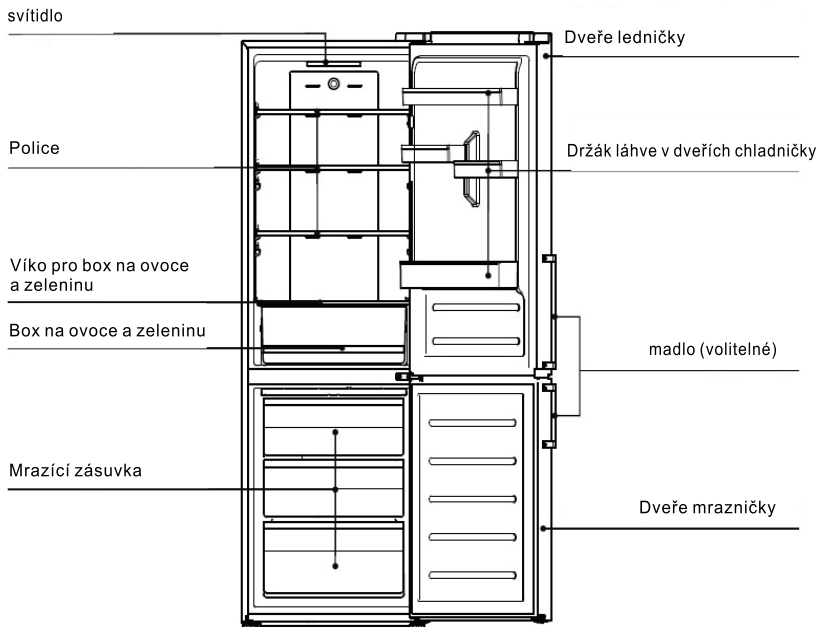 svítidlo
Police
Víko pro box na ovoce
a zeleninu
Box na ovoce a zeleninu
Mrazící zásuvka
Dveře ledničky
Držák láhve v dveřích chladničky
madlo (volitelné)
Dveře mrazničky